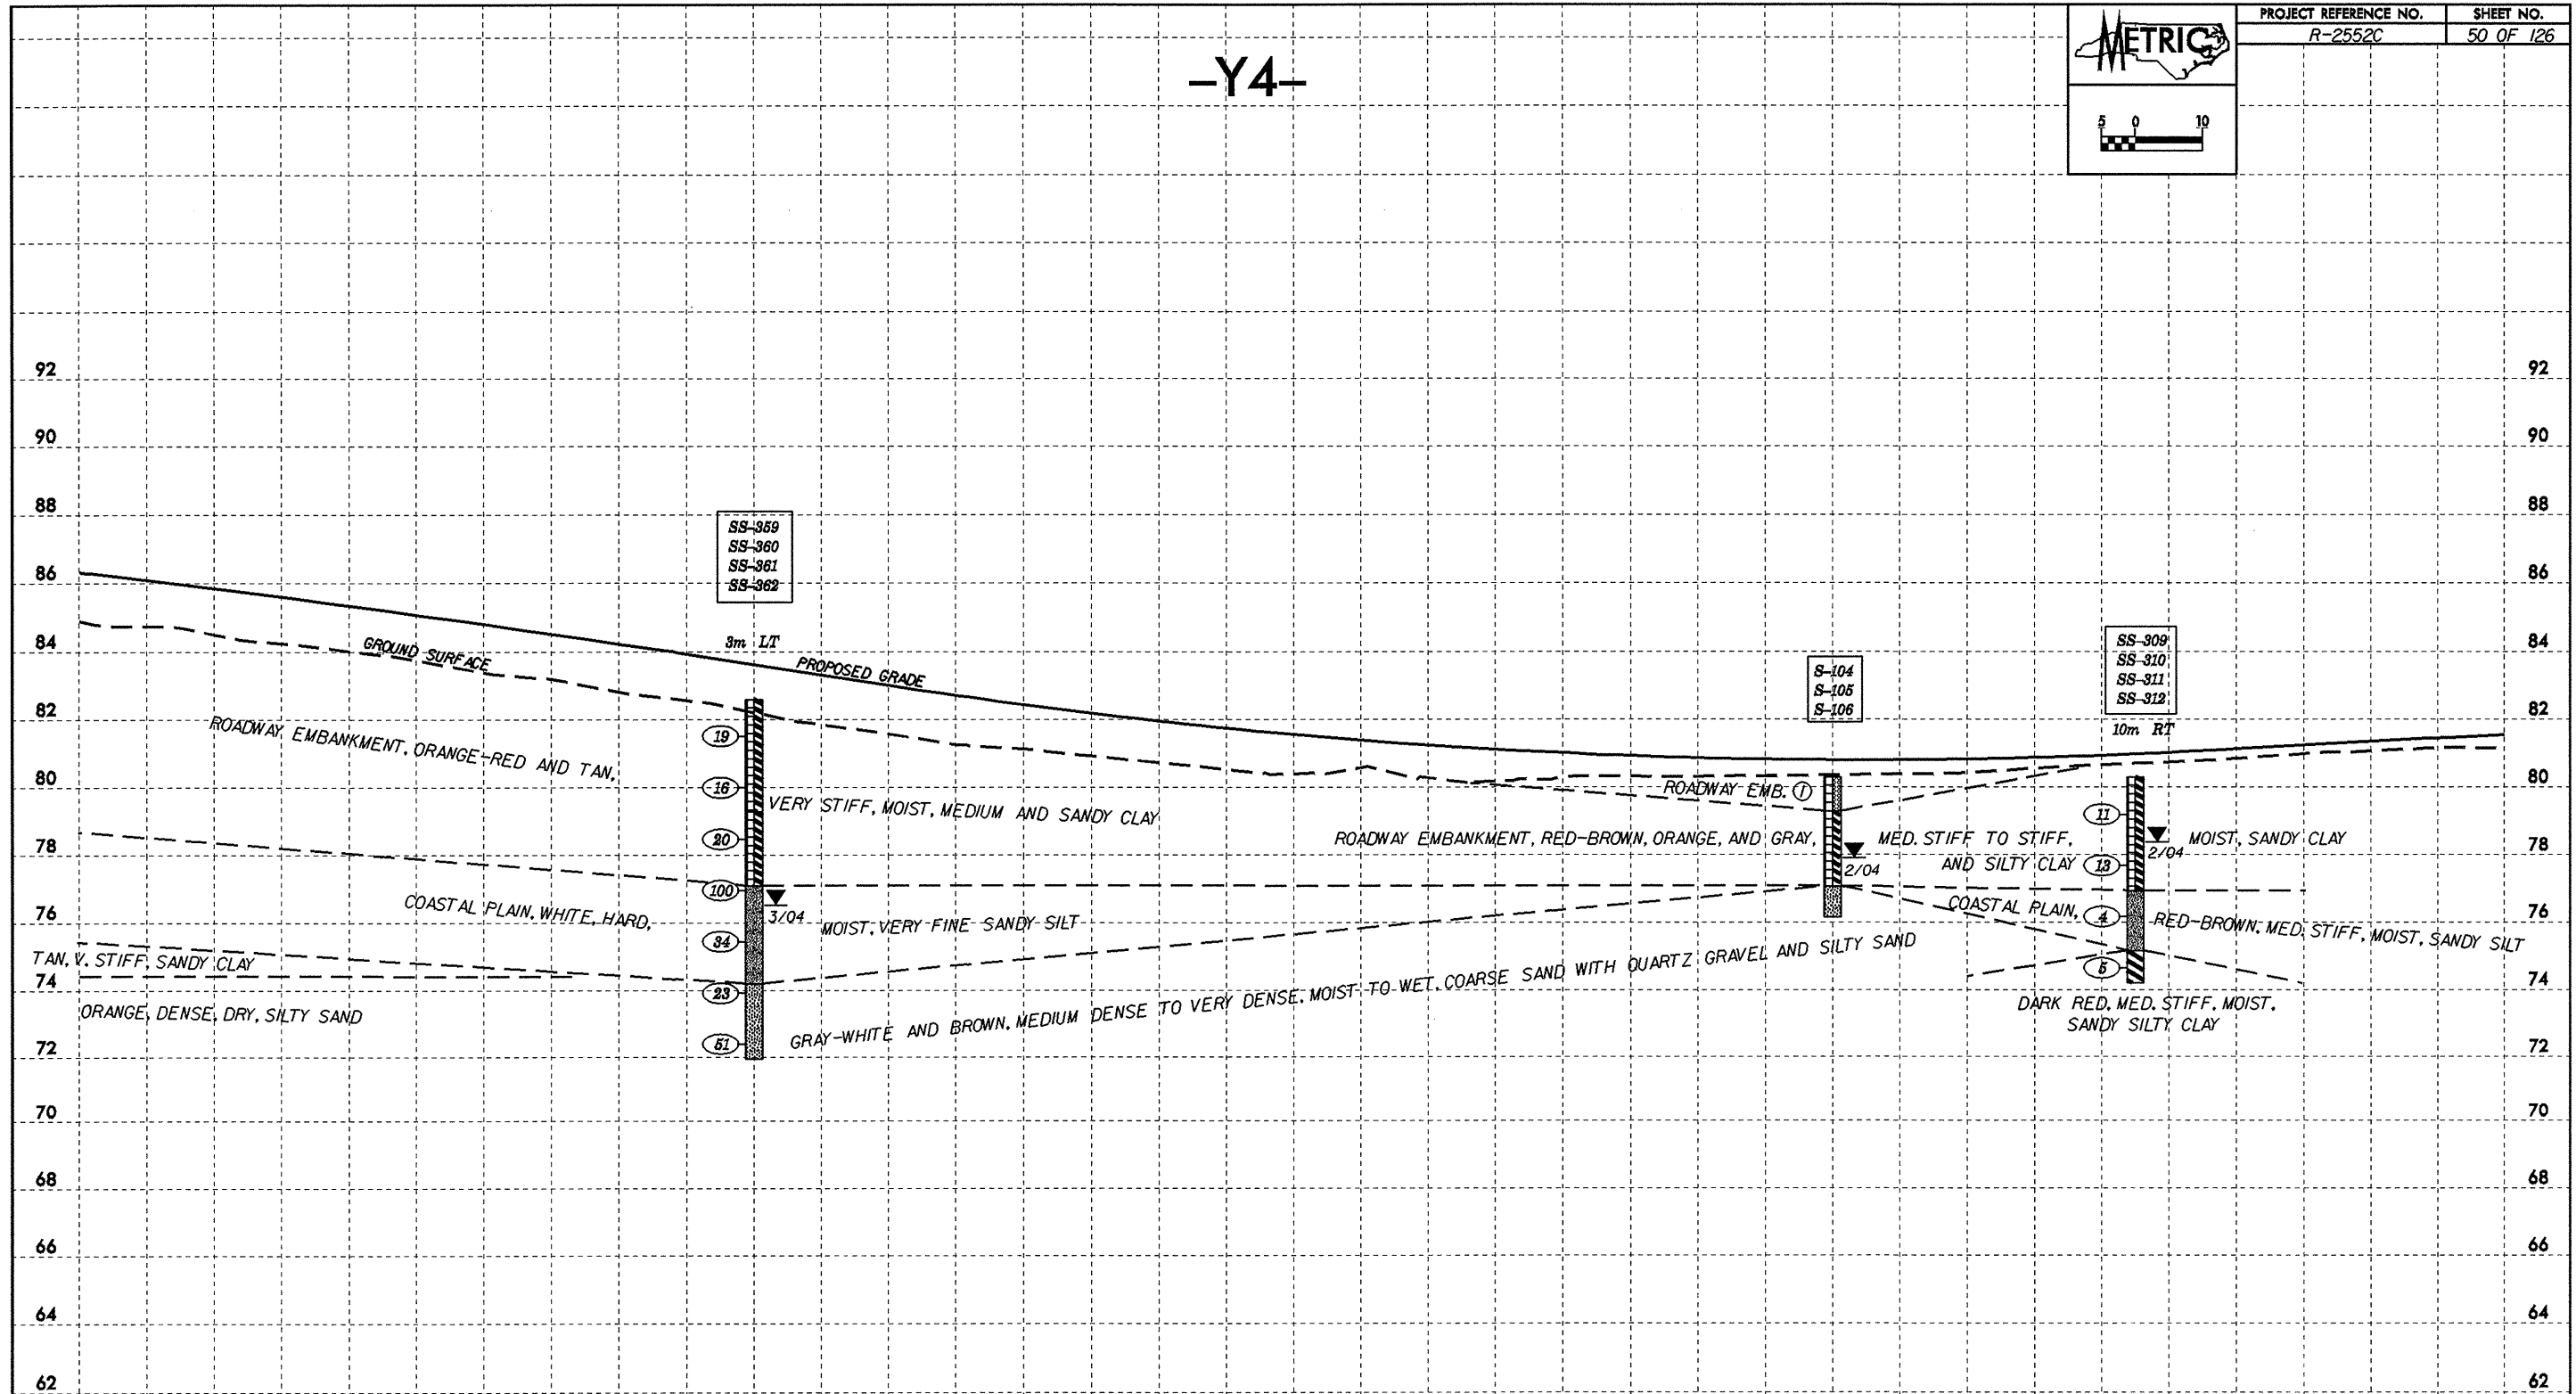 -Y4-
METRIC
PROJECT REFERENCE NO.
SHEET NO.
R-2552C
50 OF 126
5 0 10
92 92
90 90
88 88
SS-359
SS-360
SS-361
SS-362
86 86
84 84
GROUND SURFACE
3m LT
PROPOSED GRADE
S-104
S-105
S-106
SS-309
SS-310
SS-311
SS-312
10m RT
82 82
ROADWAY EMBANKMENT, ORANGE-RED AND TAN,
19
80 80
16
VERY STIFF, MOIST, MEDIUM AND SANDY CLAY
ROADWAY EMB. 1
11
20
ROADWAY EMBANKMENT, RED-BROWN, ORANGE, AND GRAY,
MED. STIFF TO STIFF,
MOIST, SANDY CLAY
78 78
2/04
AND SILTY CLAY
13
2/04
100
3/04
COASTAL PLAIN, WHITE, HARD,
MOIST, VERY FINE SANDY SILT
COASTAL PLAIN,
4
RED-BROWN, MED. STIFF, MOIST, SANDY SILT
76 76
34
TAN, V. STIFF, SANDY CLAY
5
74 74
23
ORANGE, DENSE, DRY, SILTY SAND
GRAY-WHITE AND BROWN, MEDIUM DENSE TO VERY DENSE, MOIST TO WET, COARSE SAND WITH QUARTZ GRAVEL AND SILTY SAND
DARK RED, MED. STIFF, MOIST,
SANDY SILTY CLAY
51
72 72
70 70
68 68
66 66
64 64
62 62